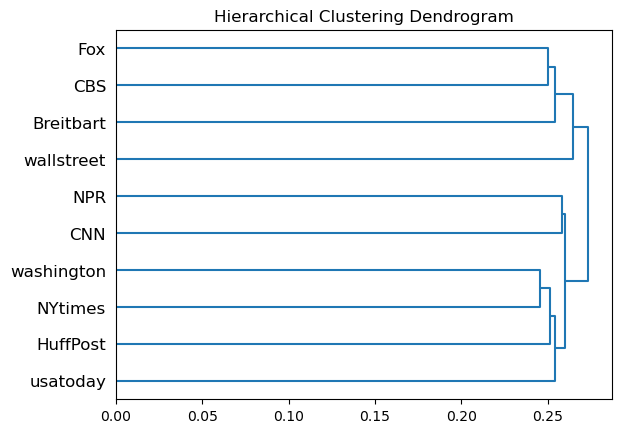 Hierarchical Clustering Dendrogram
Fox
CBS
Breitbart
wallstreet
NPR
CNN
washington
NYtimes
HuffPost
usatoday
0.00 0.05 0.10 0.15 0.20 0.25